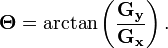 Θ = arctan(G_y / G_x).